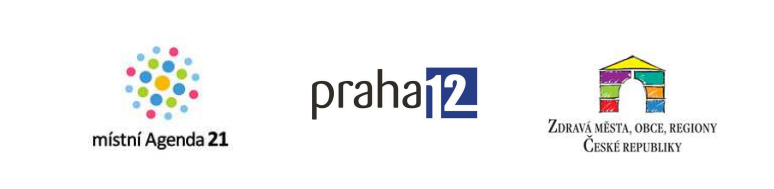 místní Agenda 21
praha12
ZDRAVÁ MĚSTA, OBCE, REGIONY
ČESKÉ REPUBLIKY